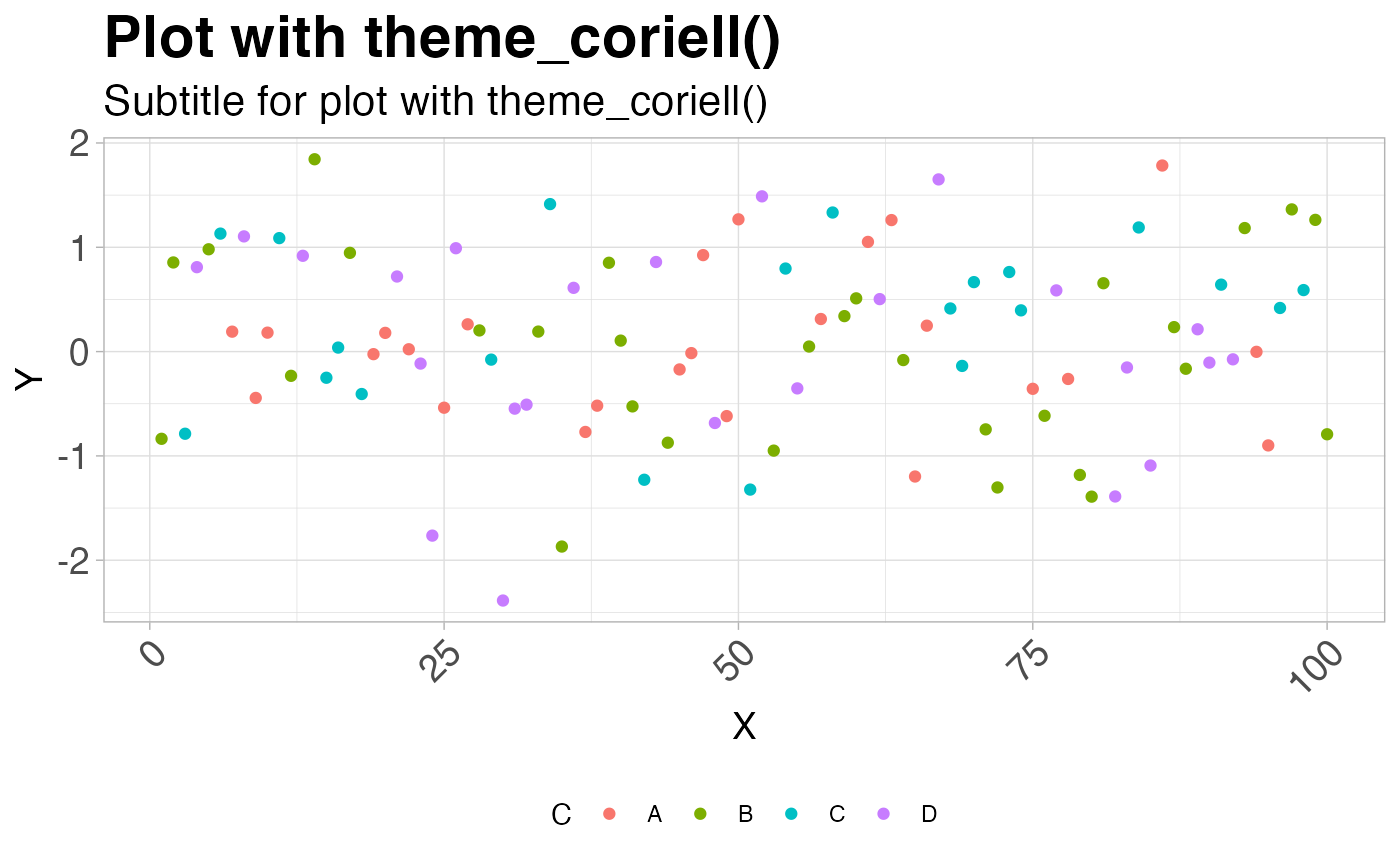 Plot with theme_coriell()
Subtitle for plot with theme_coriell()
2
1
0
-1
-2
Y
0 25 50 75 100
X
C A B C D